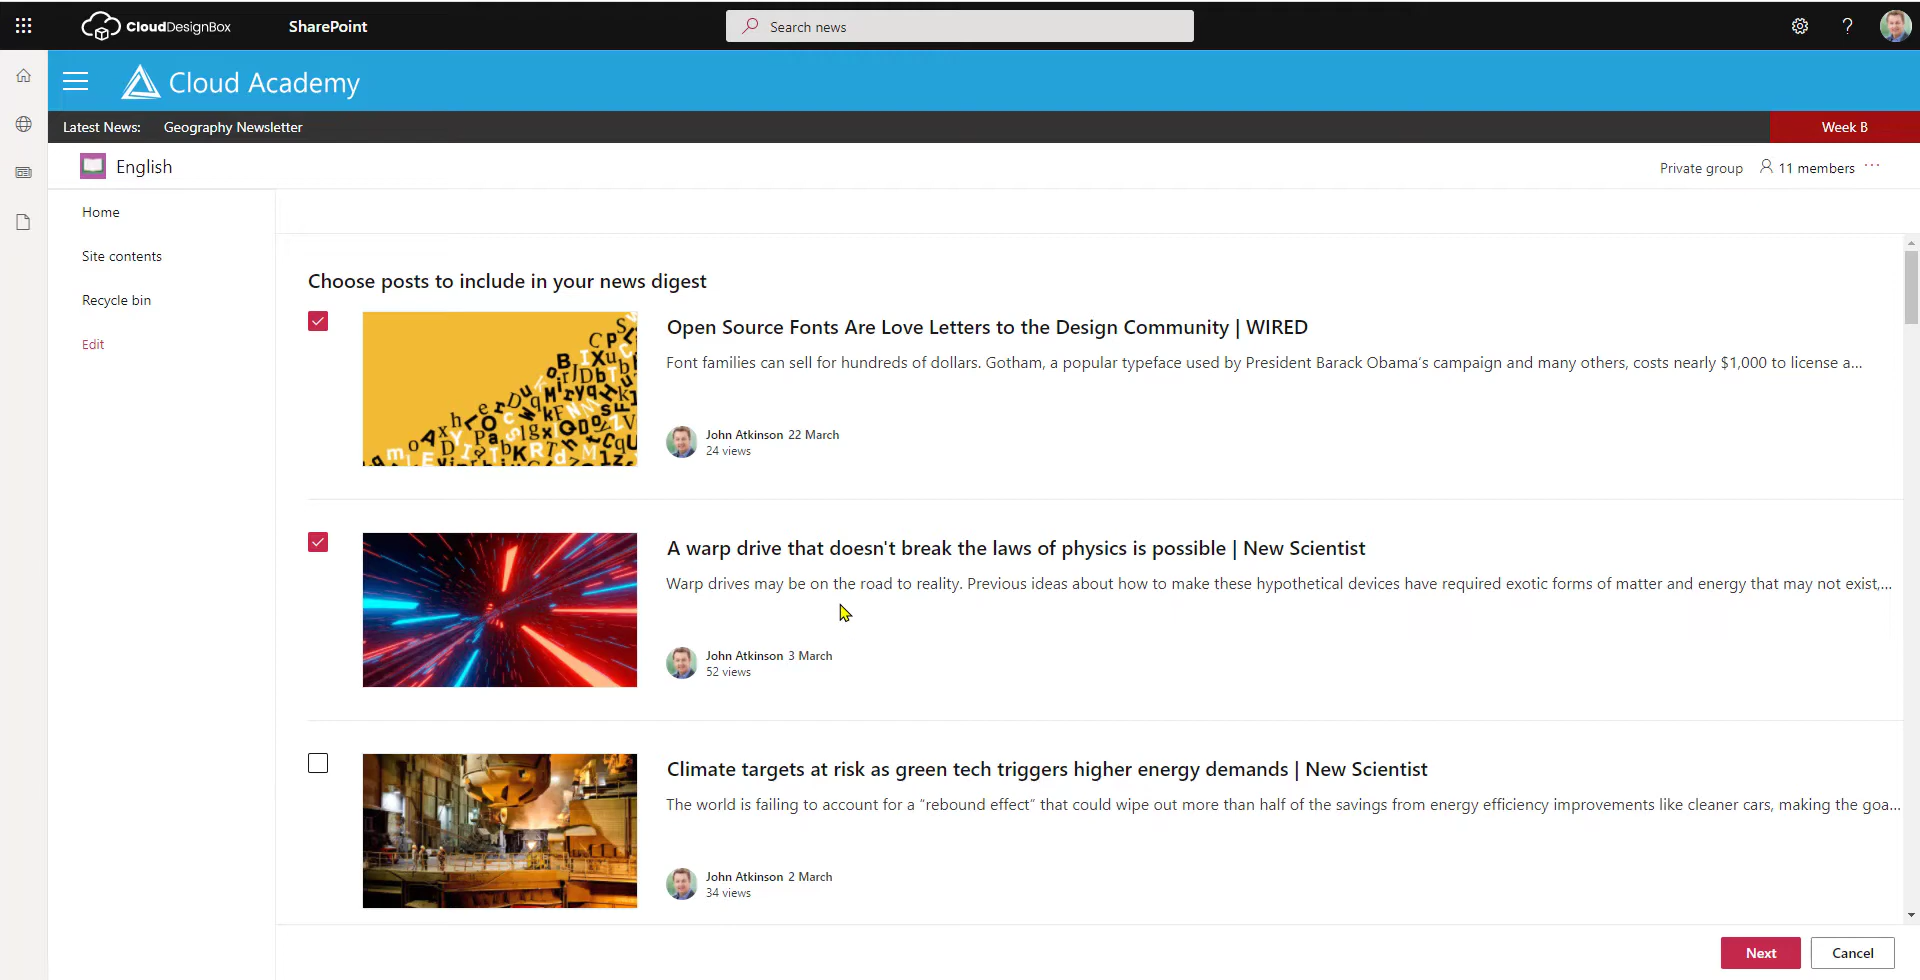 CloudDesignBox
SharePoint
Search news
?
Cloud Academy
Latest News:
Geography Newsletter
Week B
English
Private group
11 members
...
Home
Site contents
Recycle bin
Edit
Choose posts to include in your news digest
Open Source Fonts Are Love Letters to the Design Community | WIRED
Font families can sell for hundreds of dollars. Gotham, a popular typeface used by President Barack Obama's campaign and many others, costs nearly $1,000 to license a...
John Atkinson 22 March
24 views
A warp drive that doesn't break the laws of physics is possible | New Scientist
Warp drives may be on the road to reality. Previous ideas about how to make these hypothetical devices have required exotic forms of matter and energy that may not exist,...
John Atkinson 3 March
52 views
Climate targets at risk as green tech triggers higher energy demands | New Scientist
The world is failing to account for a “rebound effect” that could wipe out more than half of the savings from energy efficiency improvements like cleaner cars, making the goa...
John Atkinson 2 March
34 views
Next
Cancel